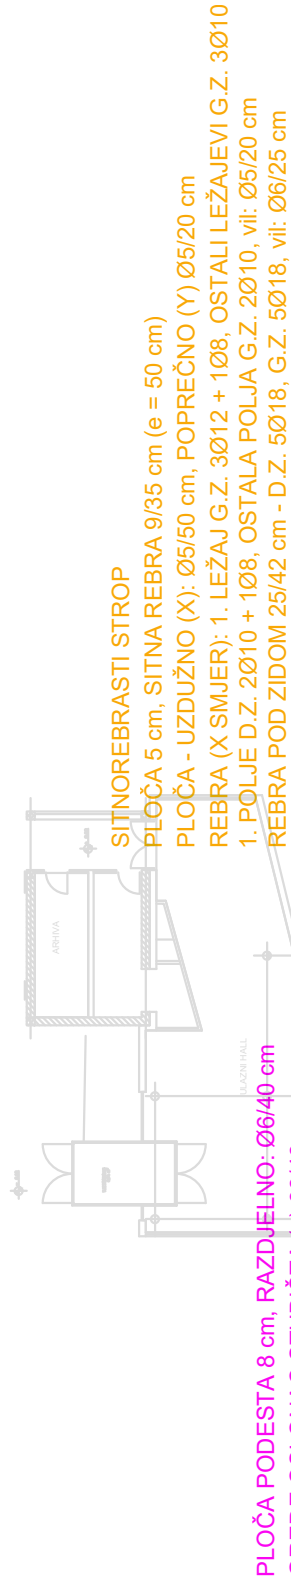 SITNOREBRASTI STROP
PLOČA 5 cm, SITNA REBRA 9/35 cm (e = 50 cm)
PLOČA - UZDUŽNO (X): Ø5/50 cm, POPREČNO (Y) Ø5/20 cm
REBRA (X SMJER): 1. LEŽAJ G.Z. 3Ø12 + 1Ø8, OSTALI LEŽAJEVI G.Z. 3Ø10
1. POLJE D.Z. 2Ø10 + 1Ø8, OSTALA POLJA G.Z. 2Ø10, vil: Ø5/20 cm
REBRA POD ZIDOM 25/42 cm - D.Z. 5Ø18, G.Z. 5Ø18, vil: Ø6/25 cm
ARHIVA
ULAZNI HALL
PLOČA PODESTA 8 cm, RAZDJELNO: Ø6/40 cm